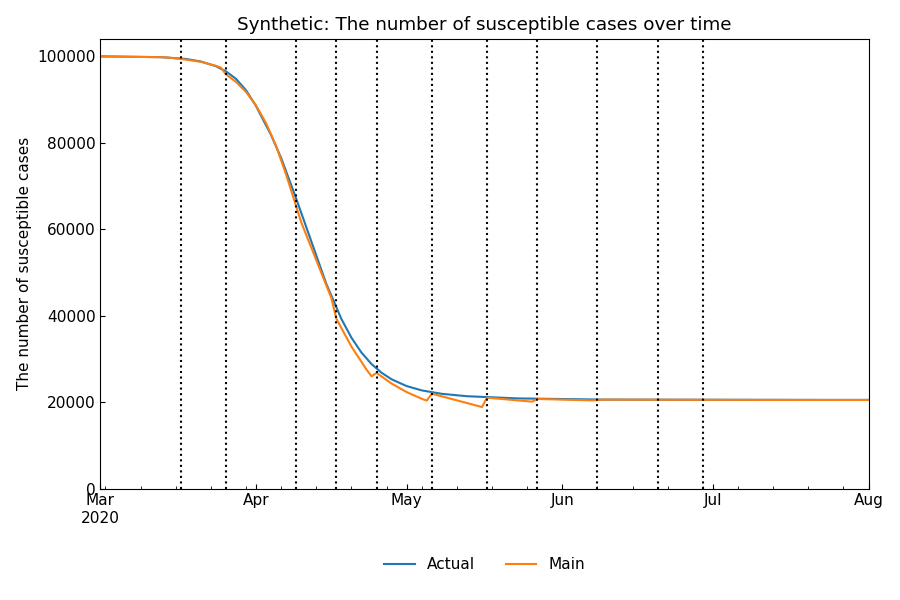 Synthetic: The number of susceptible cases over time
The number of susceptible cases
100000
80000
60000
40000
20000
0
Mar Apr May Jun Jul Aug
2020
Actual Main